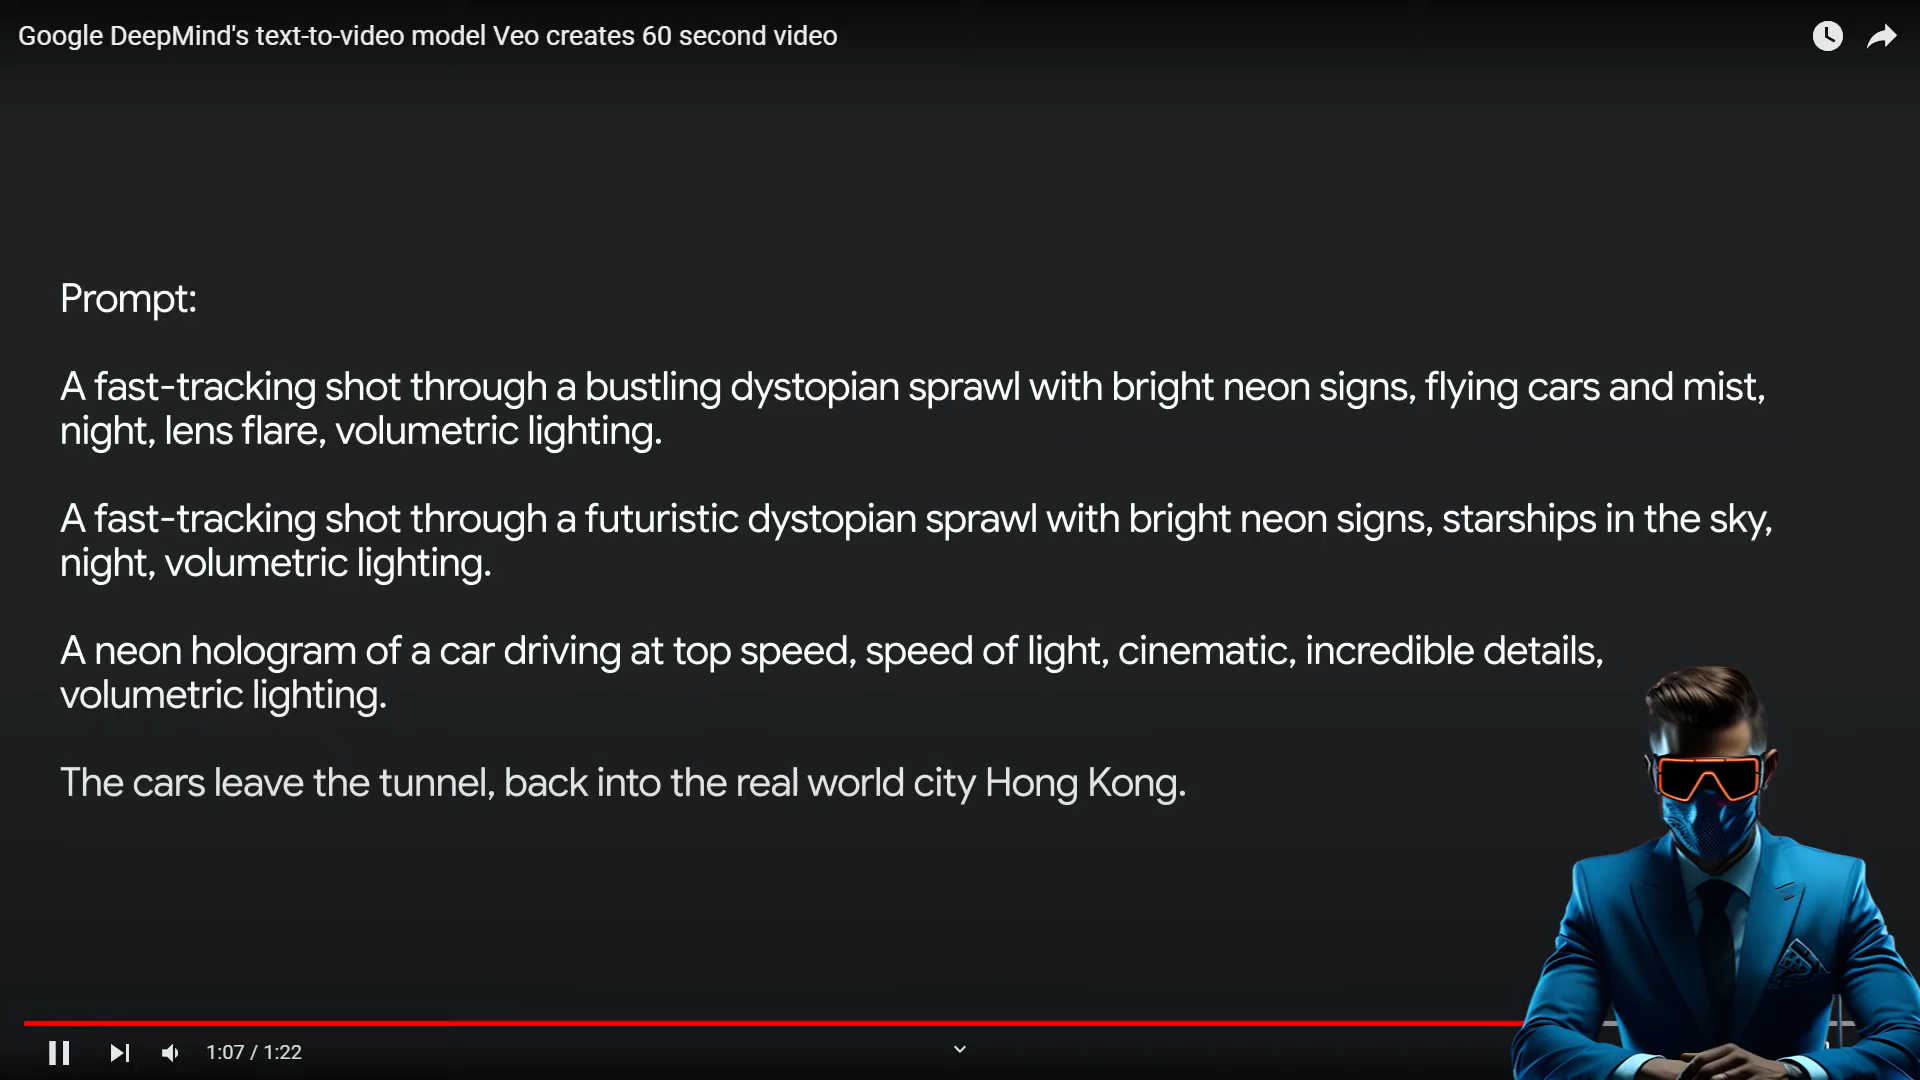 Google DeepMind's text-to-video model Veo creates 60 second video
Prompt:
A fast-tracking shot through a bustling dystopian sprawl with bright neon signs, flying cars and mist,
night, lens flare, volumetric lighting.
A fast-tracking shot through a futuristic dystopian sprawl with bright neon signs, starships in the sky,
night, volumetric lighting.
A neon hologram of a car driving at top speed, speed of light, cinematic, incredible details,
volumetric lighting.
The cars leave the tunnel, back into the real world city Hong Kong.
1:07 / 1:22